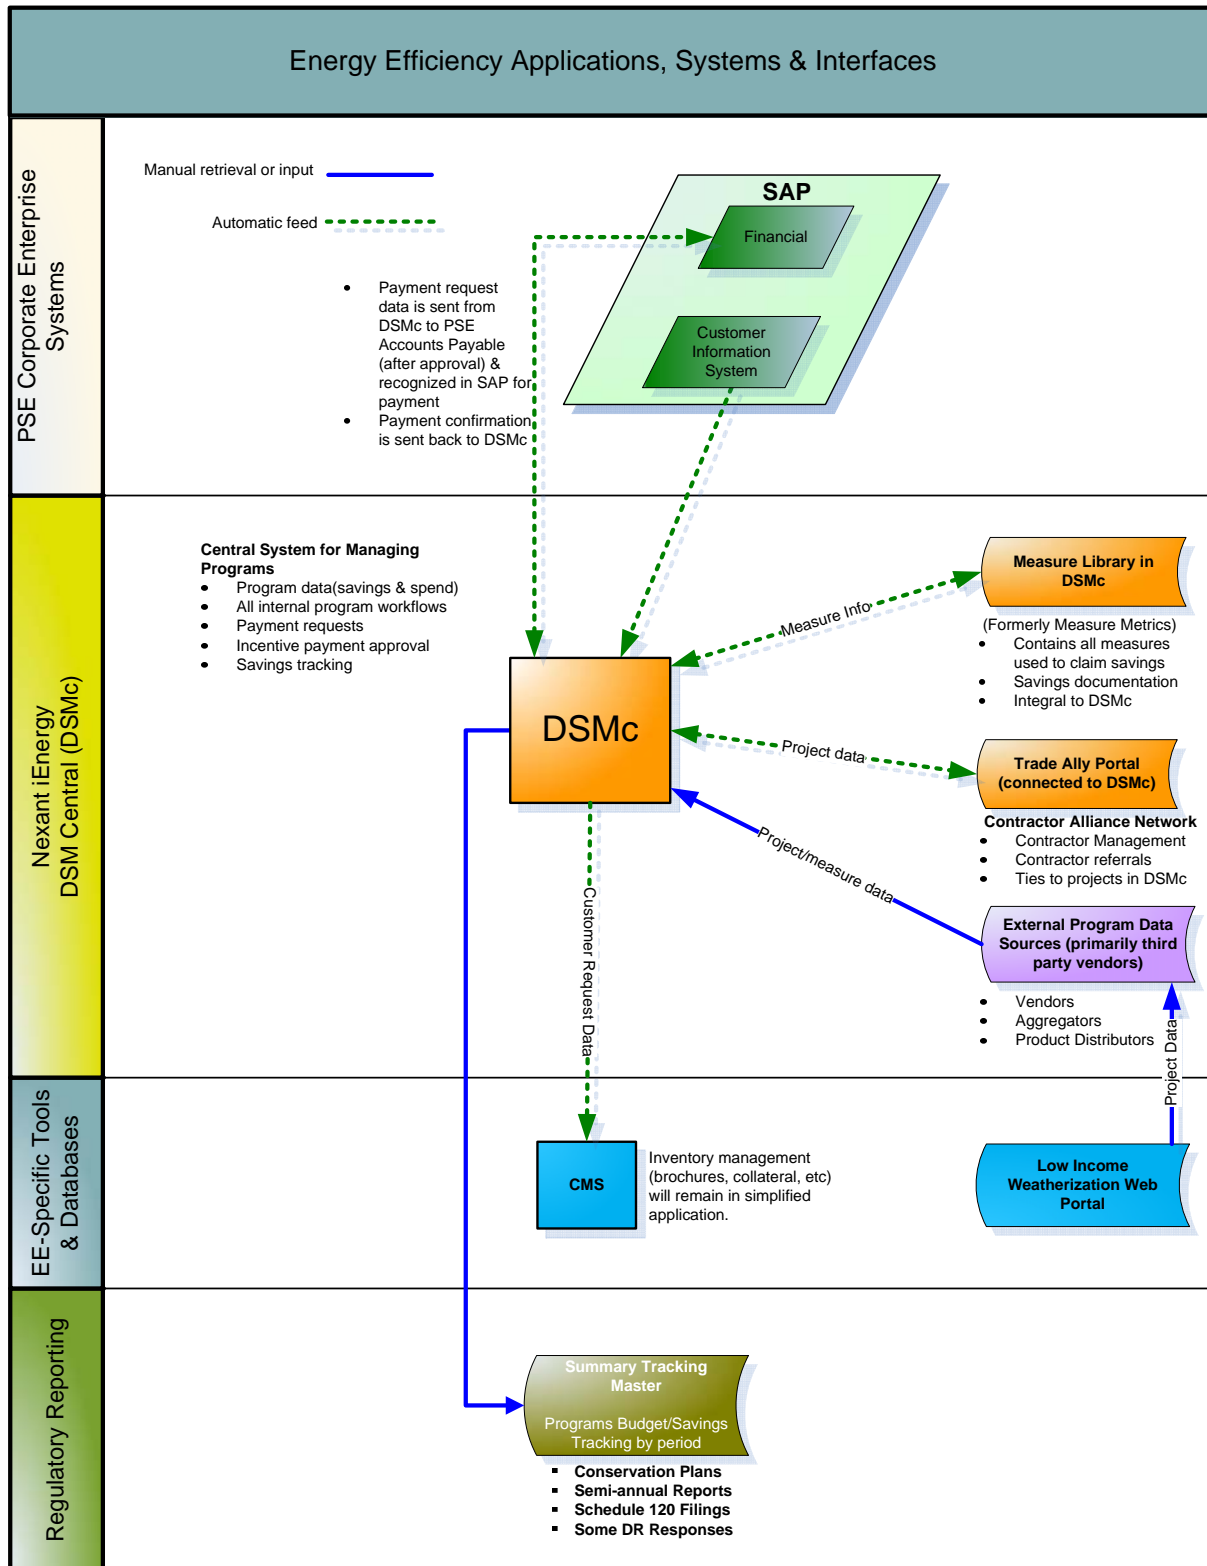 Energy Efficiency Applications, Systems & Interfaces
PSE Corporate Enterprise
Systems
Manual retrieval or input
Automatic feed
SAP
Financial
Customer
Information
System
• Payment request
data is sent from
DSMc to PSE
Accounts Payable
(after approval) &
recognized in SAP for
payment
• Payment confirmation
is sent back to DSMc
Nexant iEnergy
DSM Central (DSMc)
Central System for Managing
Programs
• Program data(savings & spend)
• All internal program workflows
• Payment requests
• Incentive payment approval
• Savings tracking
DSMc
Measure Info
Measure Library in
DSMc
(Formerly Measure Metrics)
• Contains all measures
used to claim savings
• Savings documentation
• Integral to DSMc
Project data
Trade Ally Portal
(connected to DSMc)
Contractor Alliance Network
• Contractor Management
• Contractor referrals
• Ties to projects in DSMc
Project/measure data
External Program Data
Sources (primarily third
party vendors)
• Vendors
• Aggregators
• Product Distributors
Customer Request Data
Project Data
EE-Specific Tools
& Databases
CMS
Inventory management
(brochures, collateral, etc)
will remain in simplified
application.
Low Income
Weatherization Web
Portal
Regulatory Reporting
Summary Tracking
Master
Programs Budget/Savings
Tracking by period
▪ Conservation Plans
▪ Semi-annual Reports
▪ Schedule 120 Filings
▪ Some DR Responses